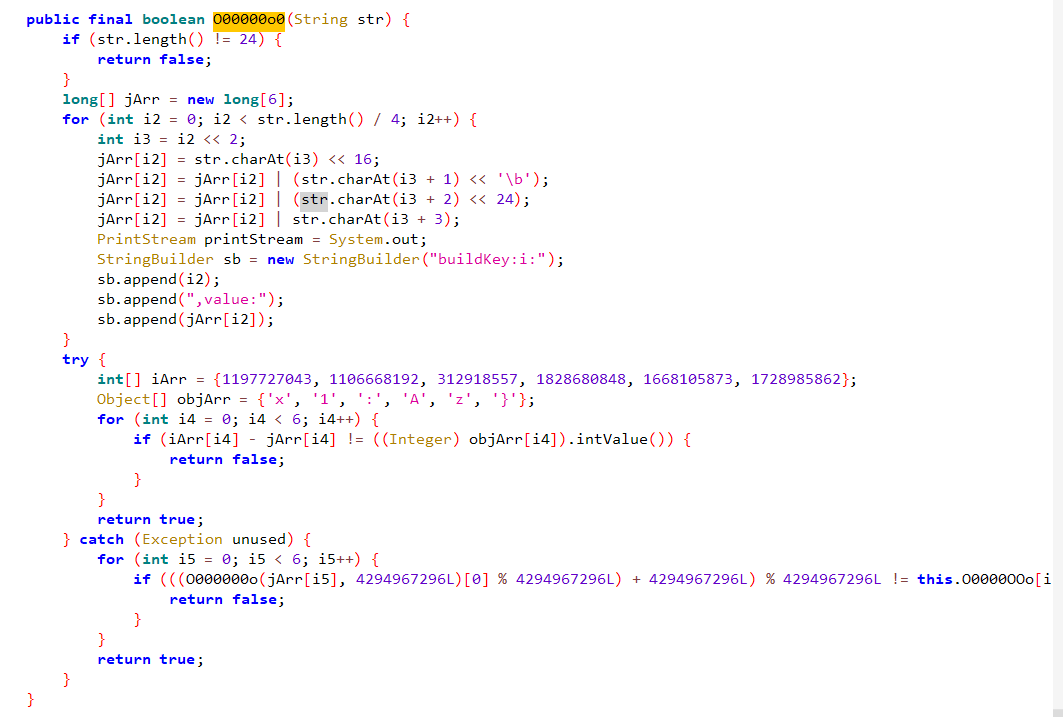 public final boolean O00000o0(String str) {
if (str.length() != 24) {
return false;
}
long[] jArr = new long[6];
for (int i2 = 0; i2 < str.length() / 4; i2++) {
int i3 = i2 << 2;
jArr[i2] = str.charAt(i3) << 16;
jArr[i2] = jArr[i2] | (str.charAt(i3 + 1) << '\b');
jArr[i2] = jArr[i2] | (str.charAt(i3 + 2) << 24);
jArr[i2] = jArr[i2] | str.charAt(i3 + 3);
PrintStream printStream = System.out;
StringBuilder sb = new StringBuilder("buildKey:i:");
sb.append(i2);
sb.append(",value:");
sb.append(jArr[i2]);
}
try {
int[] iArr = {1197727043, 1106668192, 312918557, 1828680848, 1668105873, 1728985862};
Object[] objArr = {'x', '1', ':', 'A', 'z', '}'};
for (int i4 = 0; i4 < 6; i4++) {
if (iArr[i4] - jArr[i4] != ((Integer) objArr[i4]).intValue()) {
return false;
}
}
return true;
} catch (Exception unused) {
for (int i5 = 0; i5 < 6; i5++) {
if (((O000000o(jArr[i5], 4294967296L)[0] % 4294967296L) + 4294967296L) % 4294967296L != this.O0000OOo[i
return false;
}
}
return true;
}
}